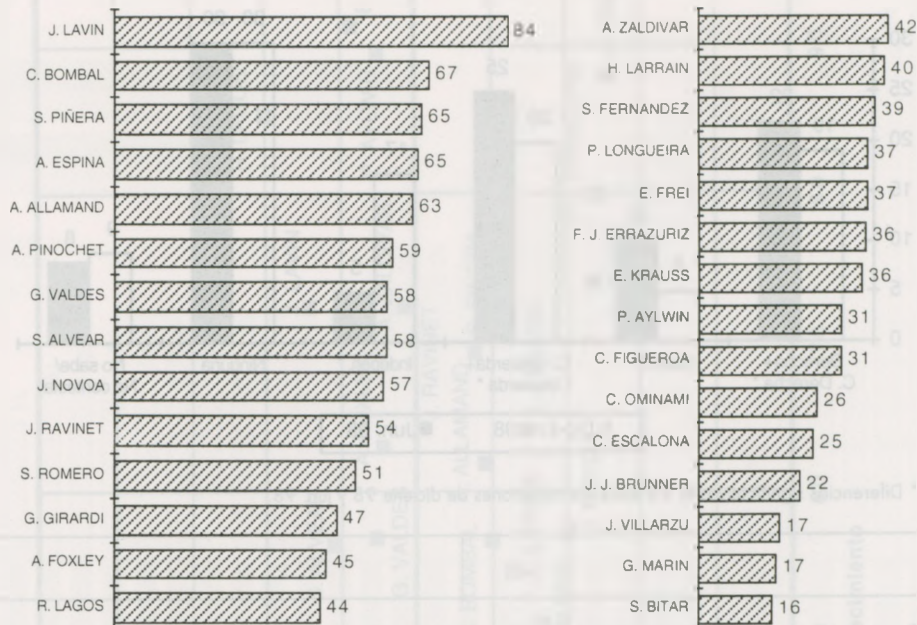 J. LAVIN 84
C. BOMBAL 67
S. PIÑERA 65
A. ESPINA 65
A. ALLAMAND 63
A. PINOCHET 59
G. VALDES 58
S. ALVEAR 58
J. NOVOA 57
J. RAVINET 54
S. ROMERO 51
G. GIRARDI 47
A. FOXLEY 45
R. LAGOS 44
A. ZALDIVAR 42
H. LARRAIN 40
S. FERNANDEZ 39
P. LONGUEIRA 37
E. FREI 37
F. J. ERRAZURIZ 36
E. KRAUSS 36
P. AYLWIN 31
C. FIGUEROA 31
C. OMINAMI 26
C. ESCALONA 25
J. J. BRUNNER 22
J. VILLARZU 17
G. MARIN 17
S. BITAR 16